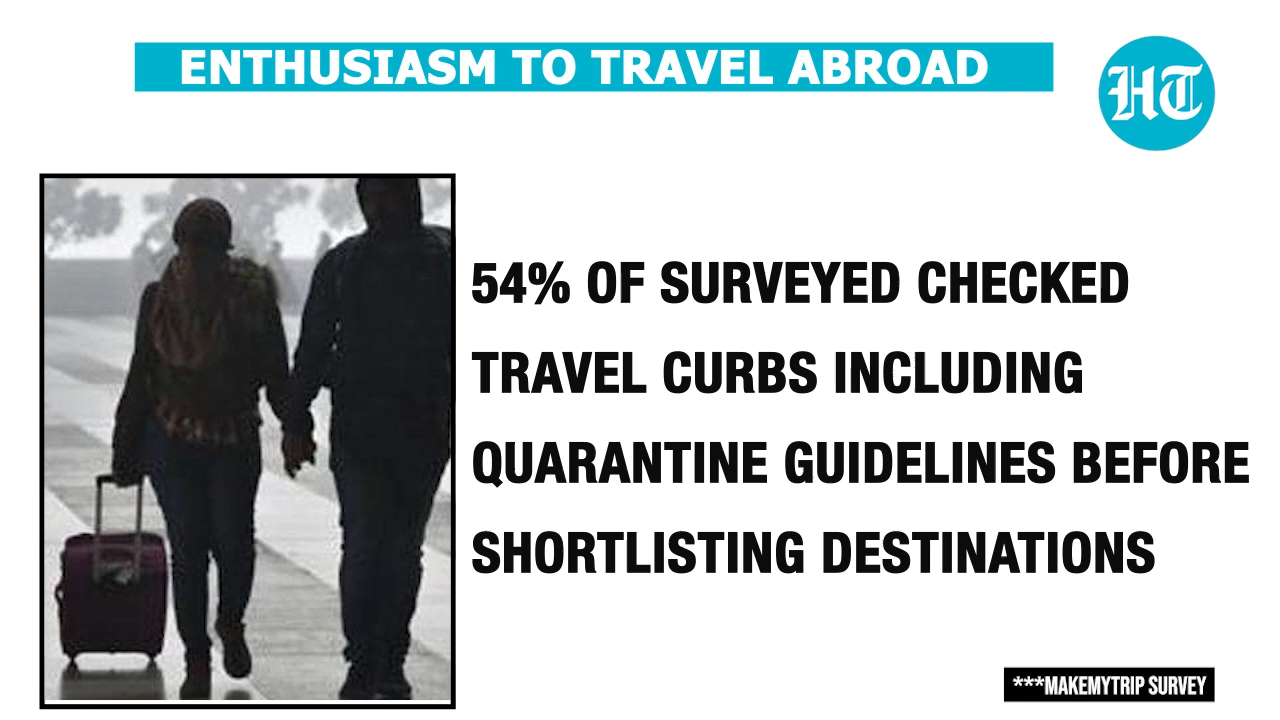 ENTHUSIASM TO TRAVEL ABROAD
HT
54% OF SURVEYED CHECKED
TRAVEL CURBS INCLUDING
QUARANTINE GUIDELINES BEFORE
SHORTLISTING DESTINATIONS
***MAKEMYTRIP SURVEY